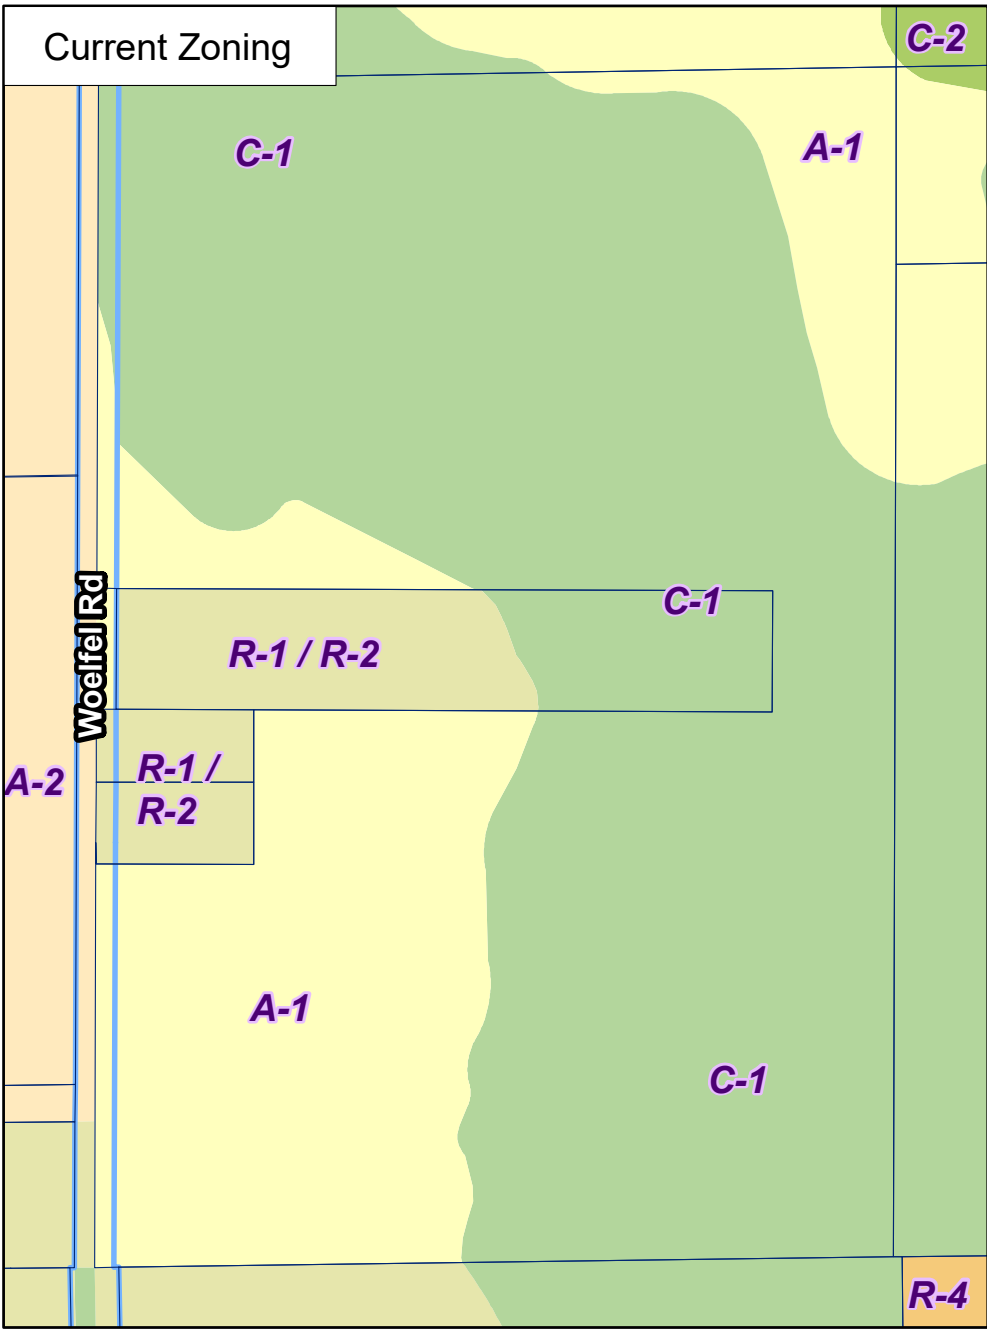 Current Zoning
C-2
C-1
A-1
C-1
Woelfel Rd
R-1 / R-2
R-1 /
R-2
A-2
A-1
C-1
R-4